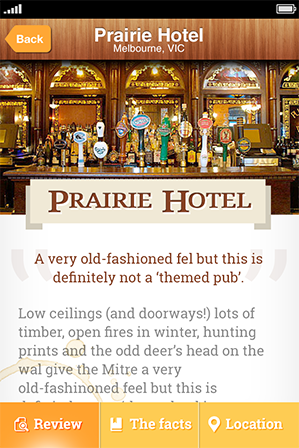 Back
Prairie Hotel
Melbourne, VIC
PRAIRIE HOTEL
A very old-fashioned fel but this is
definitely not a ‘themed pub’.
Low ceilings (and doorways!) lots of
timber, open fires in winter, hunting
prints and the odd deer’s head on the
wal give the Mitre a very
old-fashinoned feel but this is
Review
The facts
Location